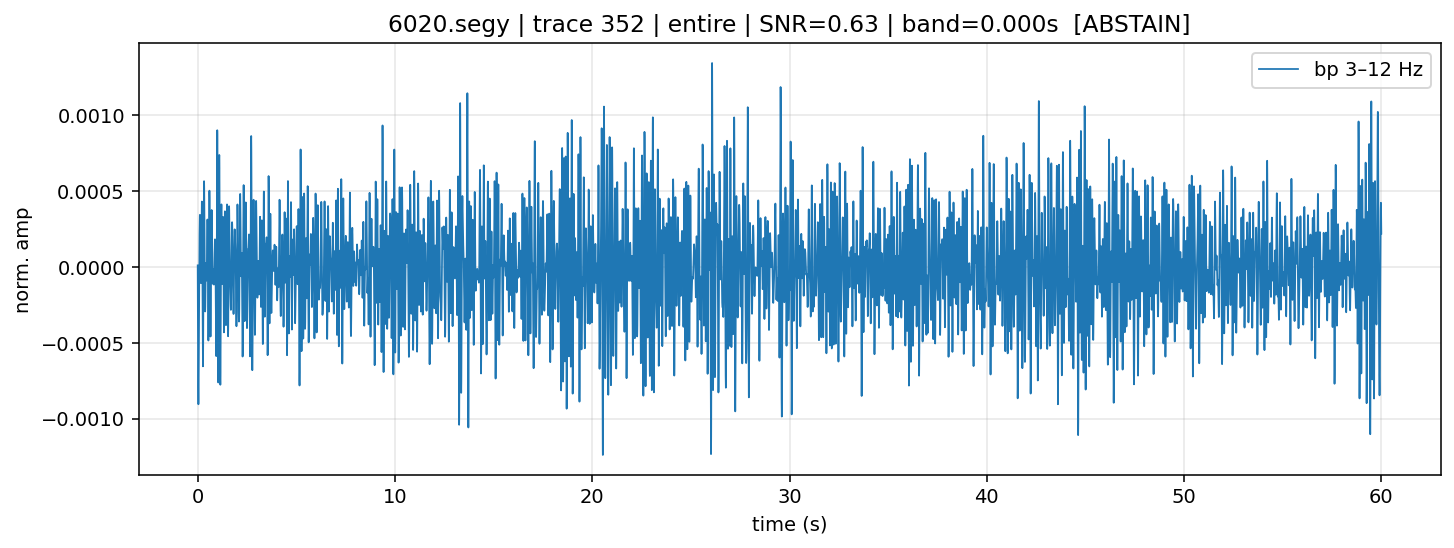 6020.segy | trace 352 | entire | SNR=0.63 | band=0.000s  [ABSTAIN]
bp 3–12 Hz
norm. amp
0.0010
0.0005
0.0000
−0.0005
−0.0010
0 10 20 30 40 50 60
time (s)